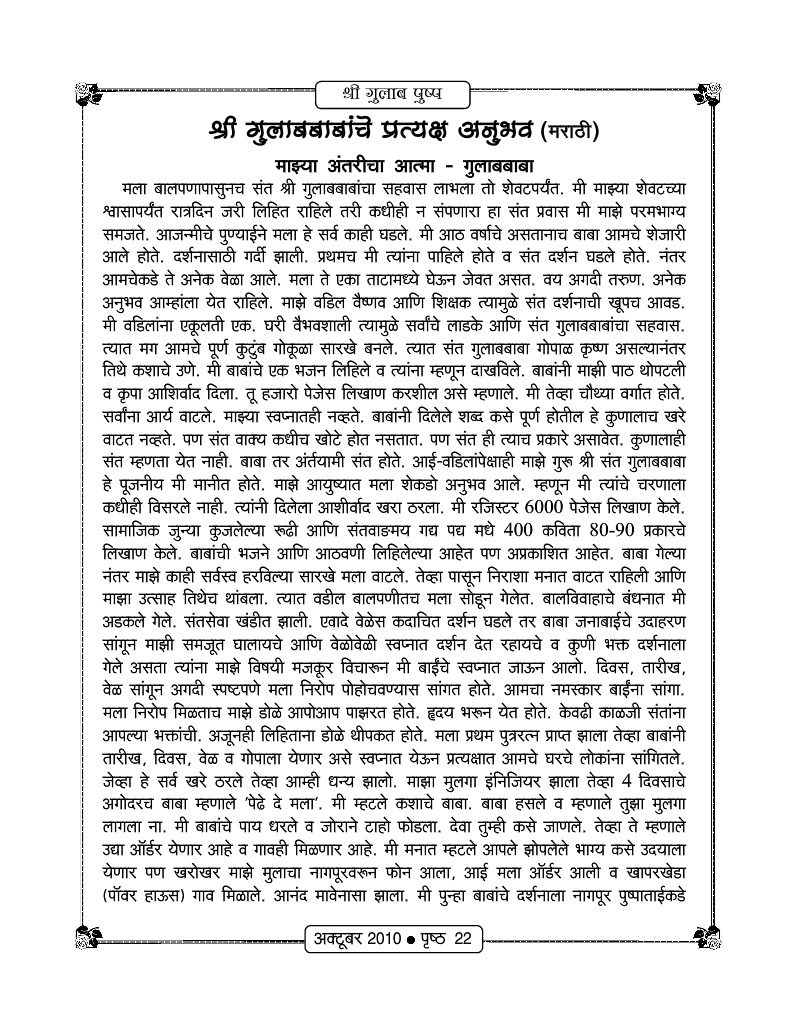 श्री गुलाब पुष्प
श्री गुलाबबाबांचे प्रत्यक्ष अनुभव (मराठी)
माझ्या अंतरीचा आत्मा - गुलाबबाबा
मला बालपणापासुनच संत श्री गुलाबबाबांचा सहवास लाभला तो शेवटपर्यंत. मी माझ्या शेवटच्या
श्वासापर्यंत रात्रदिन जरी लिहित राहिले तरी कधीही न संपणारा हा संत प्रवास मी माझे परमभाग्य
समजते. आजन्मीचे पुण्याईने मला हे सर्व काही घडले. मी आठ वर्षाचे असतानाच बाबा आमचे शेजारी
आले होते. दर्शनासाठी गर्दी झाली. प्रथमच मी त्यांना पाहिले होते व संत दर्शन घडले होते. नंतर
आमचेकडे ते अनेक वेळा आले. मला ते एका ताटामध्ये घेऊन जेवत असत. वय अगदी तरुण. अनेक
अनुभव आम्हांला येत राहिले. माझे वडिल वैष्णव आणि शिक्षक त्यामुळे संत दर्शनाची खूपच आवड.
मी वडिलांना एकूलती एक. घरी वैभवशाली त्यामुळे सर्वांचे लाडके आणि संत गुलाबबाबांचा सहवास.
त्यात मग आमचे पूर्ण कुटुंब गोकूळा सारखे बनले. त्यात संत गुलाबबाबा गोपाळ कृष्ण असल्यानंतर
तिथे कशाचे उणे. मी बाबांचे एक भजन लिहिले व त्यांना म्हणून दाखविले. बाबांनी माझी पाठ थोपटली
व कृपा आशिर्वाद दिला. तू हजारो पेजेस लिखाण करशील असे म्हणाले. मी तेव्हा चौथ्या वर्गात होते.
सर्वांना आर्य वाटले. माझ्या स्वप्नातही नव्हते. बाबांनी दिलेले शब्द कसे पूर्ण होतील हे कुणालाच खरे
वाटत नव्हते. पण संत वाक्य कधीच खोटे होत नसतात. पण संत ही त्याच प्रकारे असावेत. कुणालाही
संत म्हणता येत नाही. बाबा तर अंर्तयामी संत होते. आई-वडिलांपेक्षाही माझे गुरू श्री संत गुलाबबाबा
हे पूजनीय मी मानीत होते. माझे आयुष्यात मला शेकडो अनुभव आले. म्हणून मी त्यांचे चरणाला
कधीही विसरले नाही. त्यांनी दिलेला आशीर्वाद खरा ठरला. मी रजिस्टर 6000 पेजेस लिखाण केले.
सामाजिक जुन्या कुजलेल्या रूढी आणि संतवाङमय गद्य पद्य मधे 400 कविता 80-90 प्रकारचे
लिखाण केले. बाबांची भजने आणि आठवणी लिहिलेल्या आहेत पण अप्रकाशित आहेत. बाबा गेल्या
नंतर माझे काही सर्वस्व हरविल्या सारखे मला वाटले. तेव्हा पासून निराशा मनात वाटत राहिली आणि
माझा उत्साह तिथेच थांबला. त्यात वडील बालपणीतच मला सोडून गेलेत. बालविवाहाचे बंधनात मी
अडकले गेले. संतसेवा खंडीत झाली. एवादे वेळेस कदाचित दर्शन घडले तर बाबा जनाबाईचे उदाहरण
सांगून माझी समजूत घालायचे आणि वेळोवेळी स्वप्नात दर्शन देत रहायचे व कुणी भक्त दर्शनाला
गेले असता त्यांना माझे विषयी मजकूर विचारून मी बाईंचे स्वप्नात जाऊन आलो. दिवस, तारीख,
वेळ सांगून अगदी स्पष्टपणे मला निरोप पोहोचवण्यास सांगत होते. आमचा नमस्कार बाईंना सांगा.
मला निरोप मिळताच माझे डोळे आपोआप पाझरत होते. हृदय भरून येत होते. केवढी काळजी संतांना
आपल्या भक्तांची. अजूनही लिहिताना डोळे थीपकत होते. मला प्रथम पुत्ररत्न प्राप्त झाला तेव्हा बाबांनी
तारीख, दिवस, वेळ व गोपाला येणार असे स्वप्नात येऊन प्रत्यक्षात आमचे घरचे लोकांना सांगितले.
जेव्हा हे सर्व खरे ठरले तेव्हा आम्ही धन्य झालो. माझा मुलगा इंनिजियर झाला तेव्हा 4 दिवसाचे
अगोदरच बाबा म्हणाले 'पेढे दे मला'. मी म्हटले कशाचे बाबा. बाबा हसले व म्हणाले तुझा मुलगा
लागला ना. मी बाबांचे पाय धरले व जोराने टाहो फोडला. देवा तुम्ही कसे जाणले. तेव्हा ते म्हणाले
उद्या ऑर्डर येणार आहे व गावही मिळणार आहे. मी मनात म्हटले आपले झोपलेले भाग्य कसे उदयाला
येणार पण खरोखर माझे मुलाचा नागपूरवरून फोन आला, आई मला ऑर्डर आली व खापरखेडा
(पॉवर हाऊस) गाव मिळाले. आनंद मावेनासा झाला. मी पुन्हा बाबांचे दर्शनाला नागपूर पुष्पाताईकडे
अक्टूबर 2010 ● पृष्ठ 22